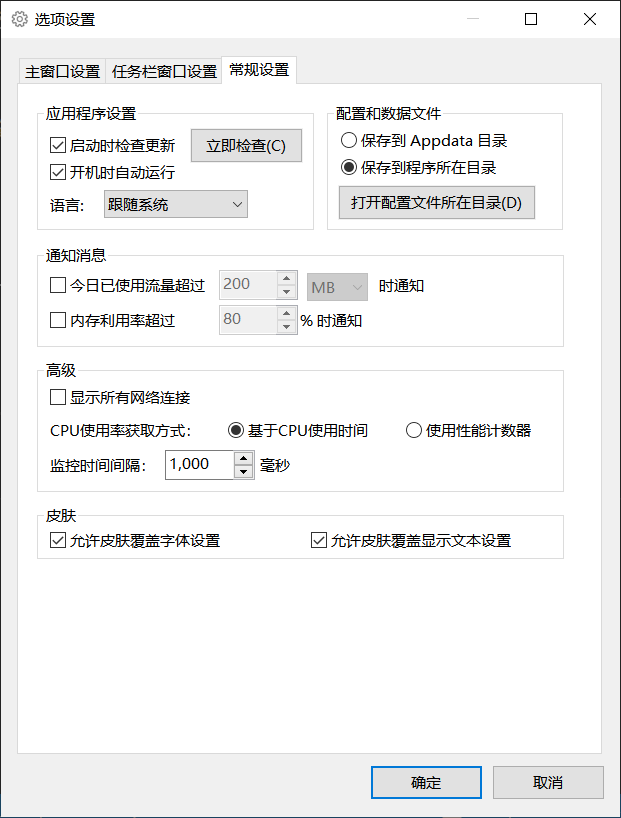 选项设置
主窗口设置 任务栏窗口设置 常规设置
应用程序设置
启动时检查更新 立即检查(C)
开机时自动运行
语言: 跟随系统
配置和数据文件
保存到 Appdata 目录
保存到程序所在目录
打开配置文件所在目录(D)
通知消息
今日已使用流量超过 200 MB 时通知
内存利用率超过 80 % 时通知
高级
显示所有网络连接
CPU使用率获取方式: 基于CPU使用时间 使用性能计数器
监控时间间隔: 1,000 毫秒
皮肤
允许皮肤覆盖字体设置 允许皮肤覆盖显示文本设置
确定 取消